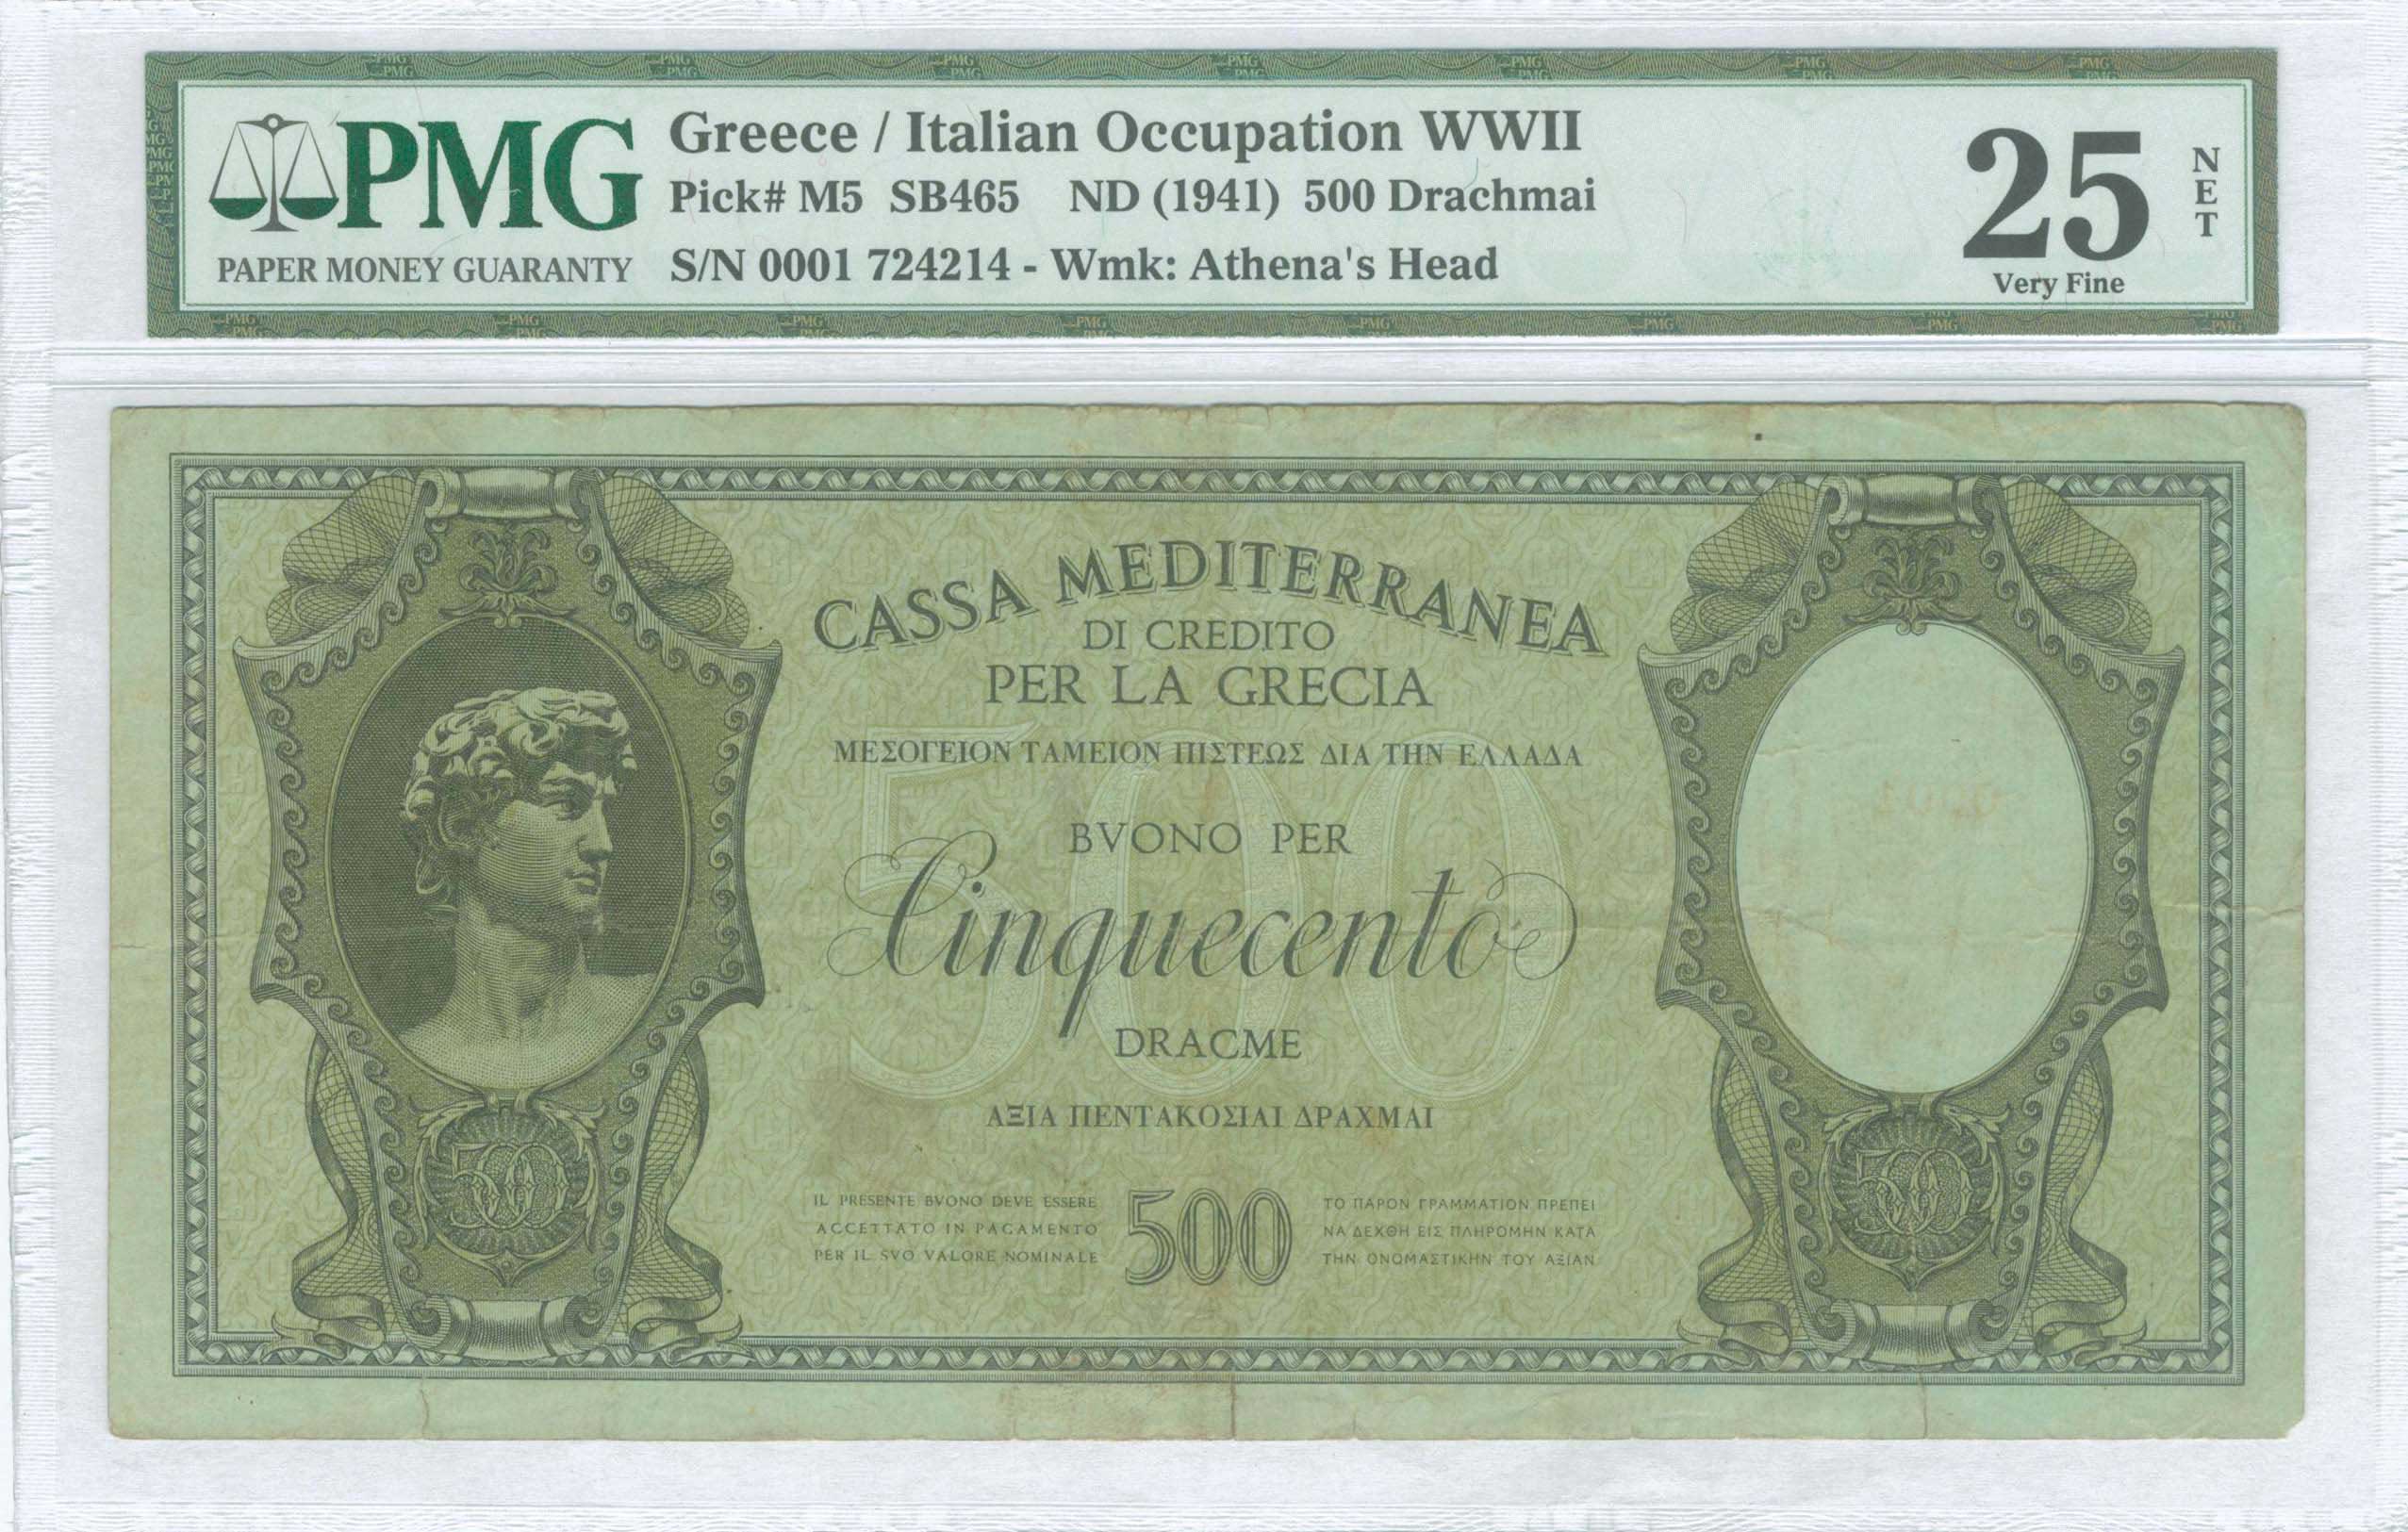 PMG
PAPER MONEY GUARANTY
Greece / Italian Occupation WWII
Pick# M5 SB465 ND (1941) 500 Drachmai
S/N 0001 724214 - Wmk: Athena's Head
25
NET
Very Fine
CASSA MEDITERRANEA
DI CREDITO
PER LA GRECIA
ΜΕΣΟΓΕΙΟΝ ΤΑΜΕΙΟΝ ΠΙΣΤΕΩΣ ΔΙΑ ΤΗΝ ΕΛΛΑΔΑ
500
BVONO PER
Cinquecento
DRACME
ΑΞΙΑ ΠΕΝΤΑΚΟΣΙΑΙ ΔΡΑΧΜΑΙ
500
IL PRESENTE BVONO DEVE ESSERE
ACCETTATO IN PAGAMENTO
PER IL SVO VALORE NOMINALE
500
ΤΟ ΠΑΡΟΝ ΓΡΑΜΜΑΤΙΟΝ ΠΡΕΠΕΙ
ΝΑ ΔΕΧΘΗ ΕΙΣ ΠΛΗΡΟΜΗΝ ΚΑΤΑ
ΤΗΝ ΟΝΟΜΑΣΤΙΚΗΝ ΤΟΥ ΑΞΙΑΝ
500